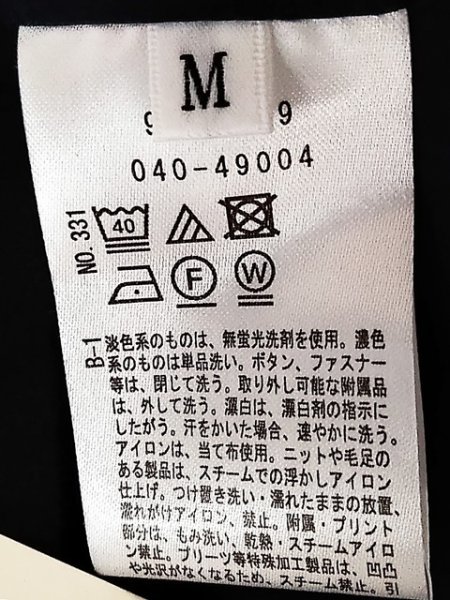 M
9 9
040-49004
NO. 331
40
F
W
B-1
淡色系のものは、無蛍光洗剤を使用。濃色
系のものは単品洗い。ボタン、ファスナー
等は、閉じて洗う。取り外し可能な附属品
は、外して洗う。漂白は、漂白剤の指示に
したがう。汗をかいた場合、速やかに洗う。
アイロンは、当て布使用。ニットや毛足の
ある製品は、スチームでの浮かしアイロン
仕上げ。つけ置き洗い・濡れたままの放置、
濡れがけアイロン、禁止。附属・プリント
部分は、もみ洗い、乾熱・スチームアイロ
ン禁止。プリーツ等特殊加工製品は、凹凸
や光沢がなくなるため、スチーム禁止。引